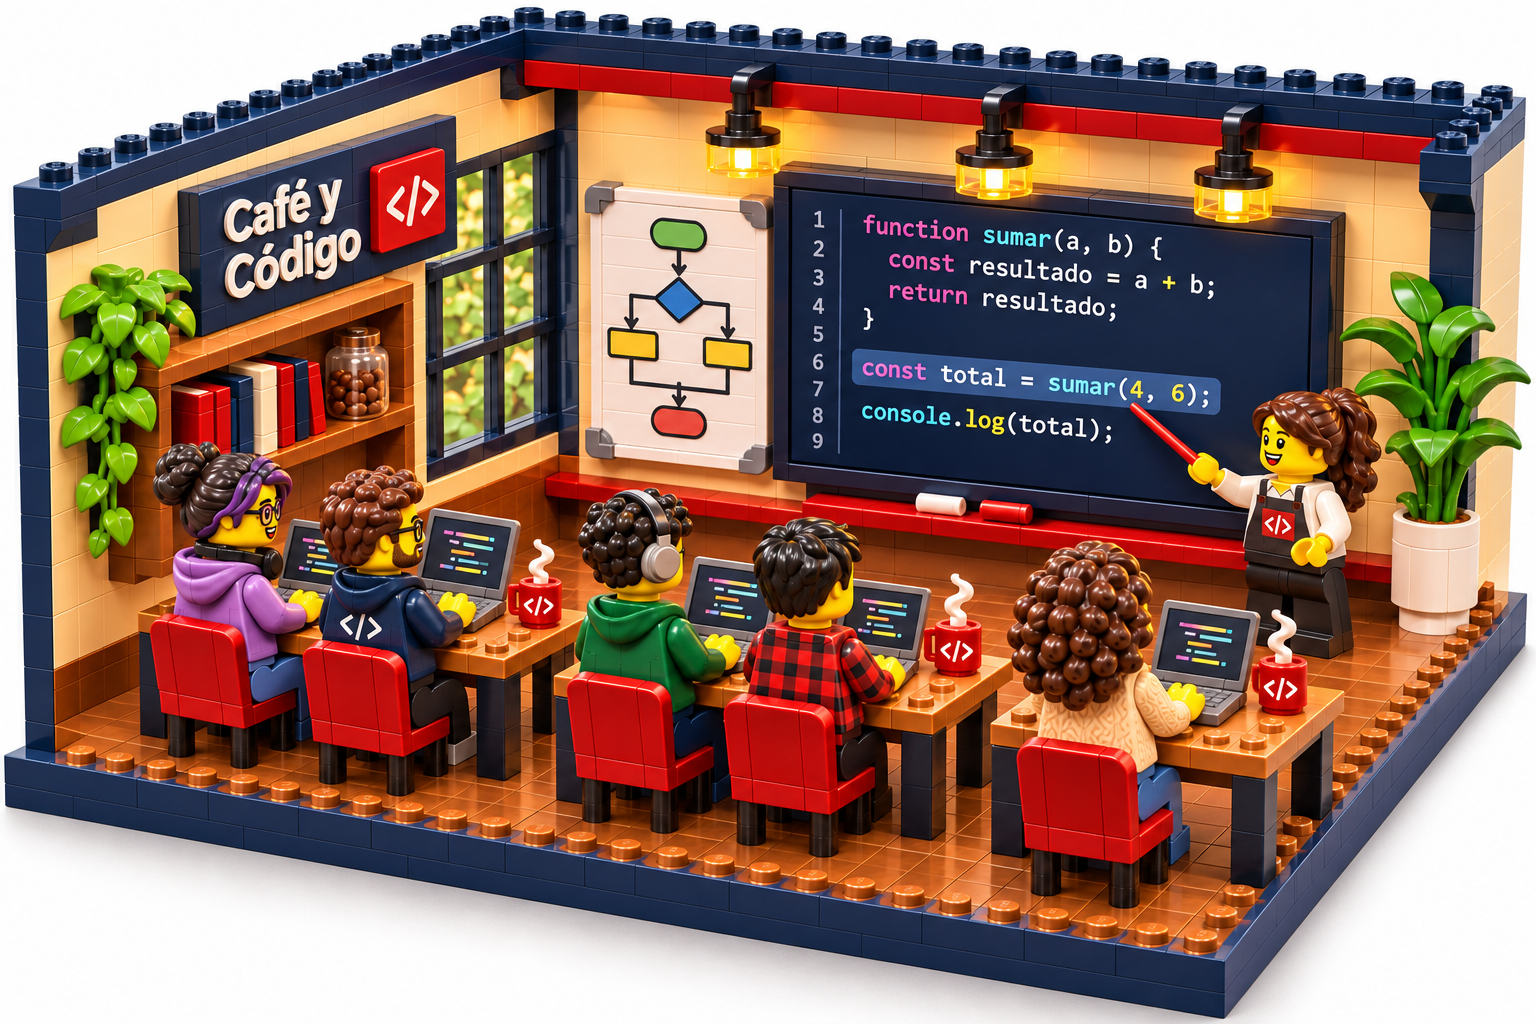 Café y
Código
</>
1
2
3
4
5
6
7
8
9
function sumar(a, b) {
const resultado = a + b;
return resultado;
}
const total = sumar(4, 6);
console.log(total);
</>
</>
</>
</>
</>